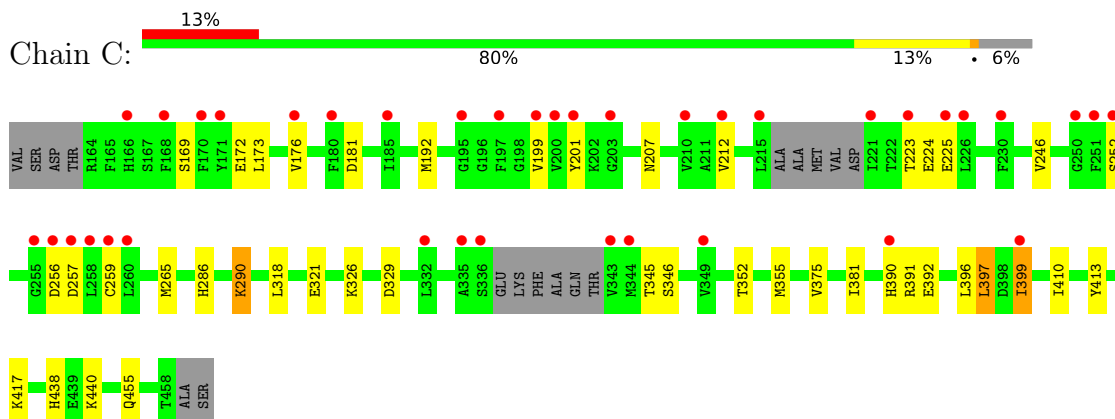 13%
Chain C:
80% 13% • 6%
VAL SER ASP THR R164 F165 H166 S167 F168 S169 F170 Y171 E172 L173 V176 F180 D181 I185 M192 G195 G196 F197 G198 V199 V200 Y201 K202 G203 N207 V210 A211 V212 L215 ALA ALA MET VAL ASP I221 T222 T223 E224 E225 L226 F230 V246 G250 F251 S252
G255 D256 D257 L258 C259 L260 M265 H286 K290 L318 E321 K326 D329 L332 A335 S336 GLU LYS PHE ALA GLN THR V343 M344 T345 S346 V349 T352 M355 V375 I381 H390 R391 E392 L396 L397 D398 I399 I410 Y413
K417 H438 E439 K440 Q455 T458 ALA SER